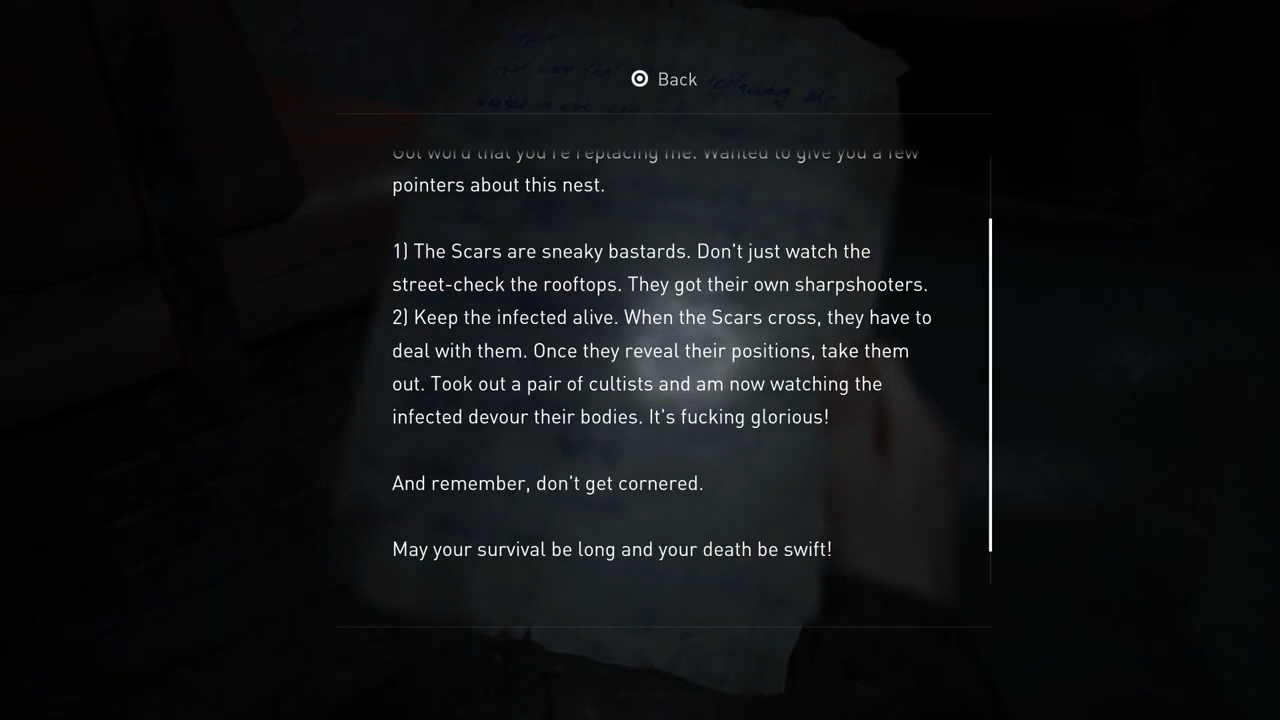 Back
Got word that you're replacing me. Wanted to give you a few
pointers about this nest.
1) The Scars are sneaky bastards. Don't just watch the
street-check the rooftops. They got their own sharpshooters.
2) Keep the infected alive. When the Scars cross, they have to
deal with them. Once they reveal their positions, take them
out. Took out a pair of cultists and am now watching the
infected devour their bodies. It's fucking glorious!
And remember, don't get cornered.
May your survival be long and your death be swift!